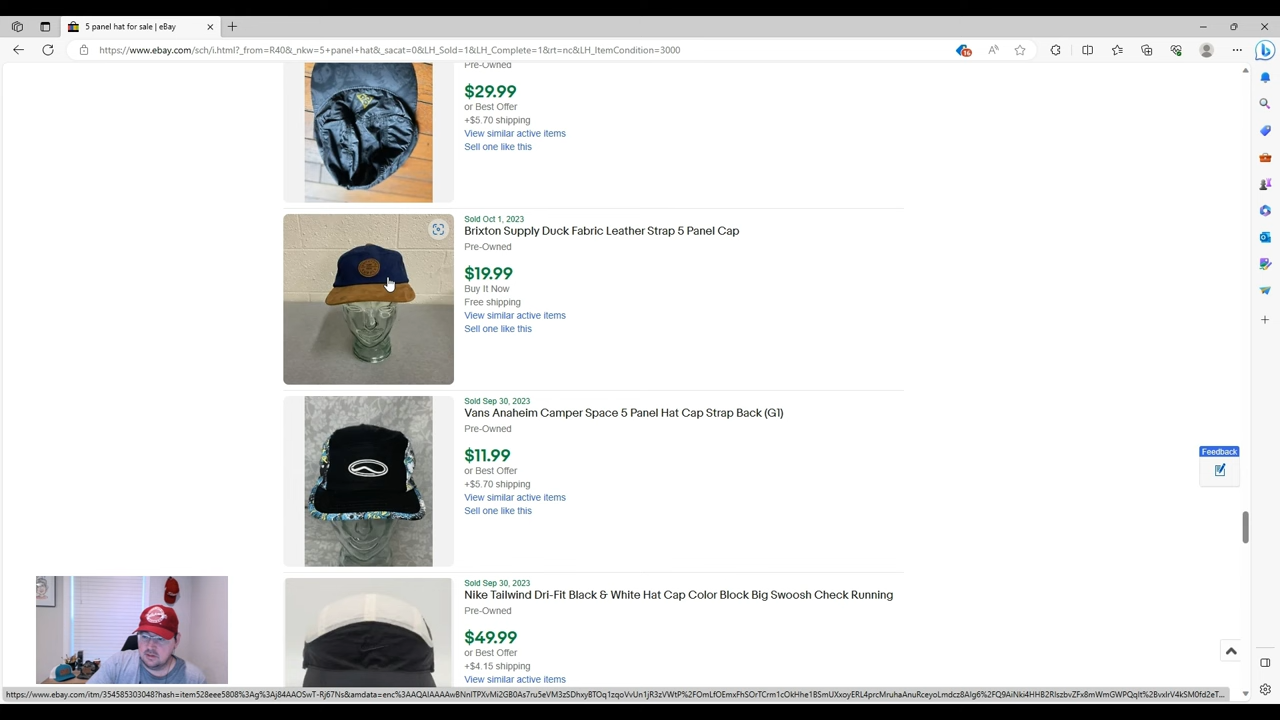 5 panel hat for sale | eBay
https://www.ebay.com/sch/i.html?_from=R40&_nkw=5+panel+hat&_sacat=0&LH_Sold=1&LH_Complete=1&rt=nc&LH_ItemCondition=3000
16
Pre-Owned
$29.99
or Best Offer
+$5.70 shipping
View similar active items
Sell one like this
Sold Oct 1, 2023
Brixton Supply Duck Fabric Leather Strap 5 Panel Cap
Pre-Owned
$19.99
Buy It Now
Free shipping
View similar active items
Sell one like this
Sold Sep 30, 2023
Vans Anaheim Camper Space 5 Panel Hat Cap Strap Back (G1)
Pre-Owned
$11.99
or Best Offer
+$5.70 shipping
View similar active items
Sell one like this
Feedback
Sold Sep 30, 2023
Nike Tailwind Dri-Fit Black & White Hat Cap Color Block Big Swoosh Check Running
Pre-Owned
$49.99
or Best Offer
+$4.15 shipping
View similar active items